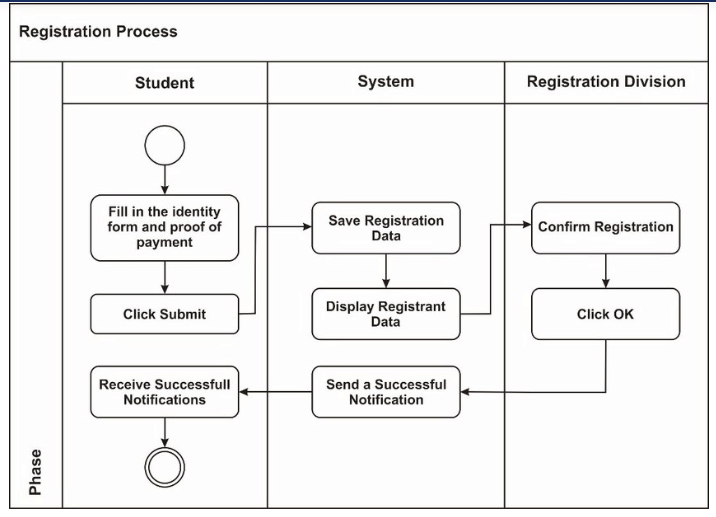 Registration Process
Student
System
Registration Division
Fill in the identity
form and proof of
payment
Save Registration
Data
Confirm Registration
Click Submit
Display Registrant
Data
Click OK
Receive Successfull
Notifications
Send a Successful
Notification
Phase